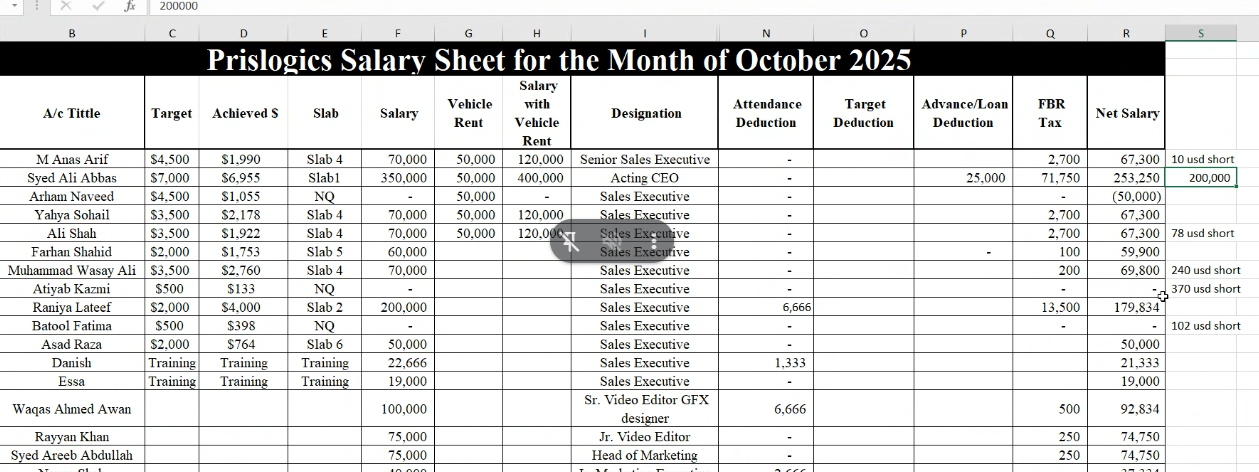 fx 200000
B C D E F G H I N O P Q R S
Prislogics Salary Sheet for the Month of October 2025
A/c Tittle Target Achieved $ Slab Salary Vehicle Rent Salary with Vehicle Rent Designation Attendance Deduction Target Deduction Advance/Loan Deduction FBR Tax Net Salary
M Anas Arif $4,500 $1,990 Slab 4 70,000 50,000 120,000 Senior Sales Executive - 2,700 67,300 10 usd short
Syed Ali Abbas $7,000 $6,955 Slab1 350,000 50,000 400,000 Acting CEO - 25,000 71,750 253,250 200,000
Arham Naveed $4,500 $1,055 NQ - 50,000 Sales Executive - - (50,000)
Yahya Sohail $3,500 $2,178 Slab 4 70,000 50,000 120,000 Sales Executive - 2,700 67,300
Ali Shah $3,500 $1,922 Slab 4 70,000 50,000 120,000 Sales Executive - 2,700 67,300 78 usd short
Farhan Shahid $2,000 $1,753 Slab 5 60,000 Sales Executive - - 100 59,900
Muhammad Wasay Ali $3,500 $2,760 Slab 4 70,000 Sales Executive - 200 69,800 240 usd short
Atiyab Kazmi $500 $133 NQ - Sales Executive - - - 370 usd short
Raniya Lateef $2,000 $4,000 Slab 2 200,000 Sales Executive 6,666 13,500 179,834
Batool Fatima $500 $398 NQ - Sales Executive - - - 102 usd short
Asad Raza $2,000 $764 Slab 6 50,000 Sales Executive - 50,000
Danish Training Training Training 22,666 Sales Executive 1,333 21,333
Essa Training Training Training 19,000 Sales Executive - 19,000
Waqas Ahmed Awan 100,000 Sr. Video Editor GFX designer 6,666 500 92,834
Rayyan Khan 75,000 Jr. Video Editor - 250 74,750
Syed Areeb Abdullah 75,000 Head of Marketing - 250 74,750